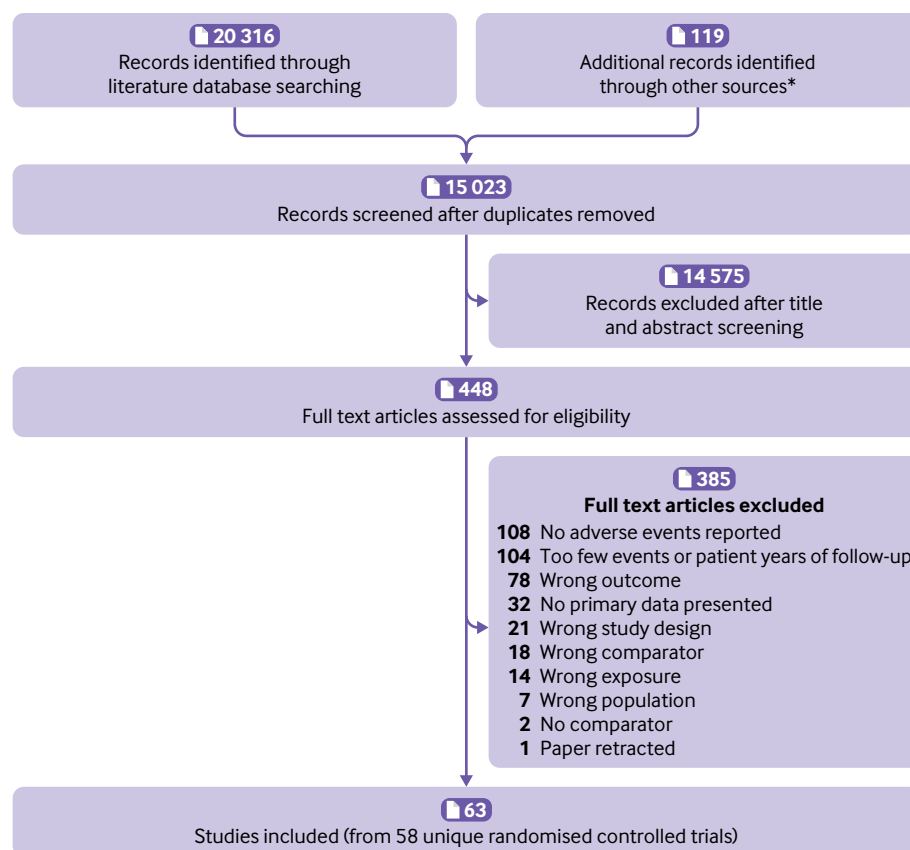 20 316
Records identified through
literature database searching
119
Additional records identified
through other sources*
15 023
Records screened after duplicates removed
14 575
Records excluded after title
and abstract screening
448
Full text articles assessed for eligibility
385
Full text articles excluded
108 No adverse events reported
104 Too few events or patient years of follow-up
78 Wrong outcome
32 No primary data presented
21 Wrong study design
18 Wrong comparator
14 Wrong exposure
7 Wrong population
2 No comparator
1 Paper retracted
63
Studies included (from 58 unique randomised controlled trials)